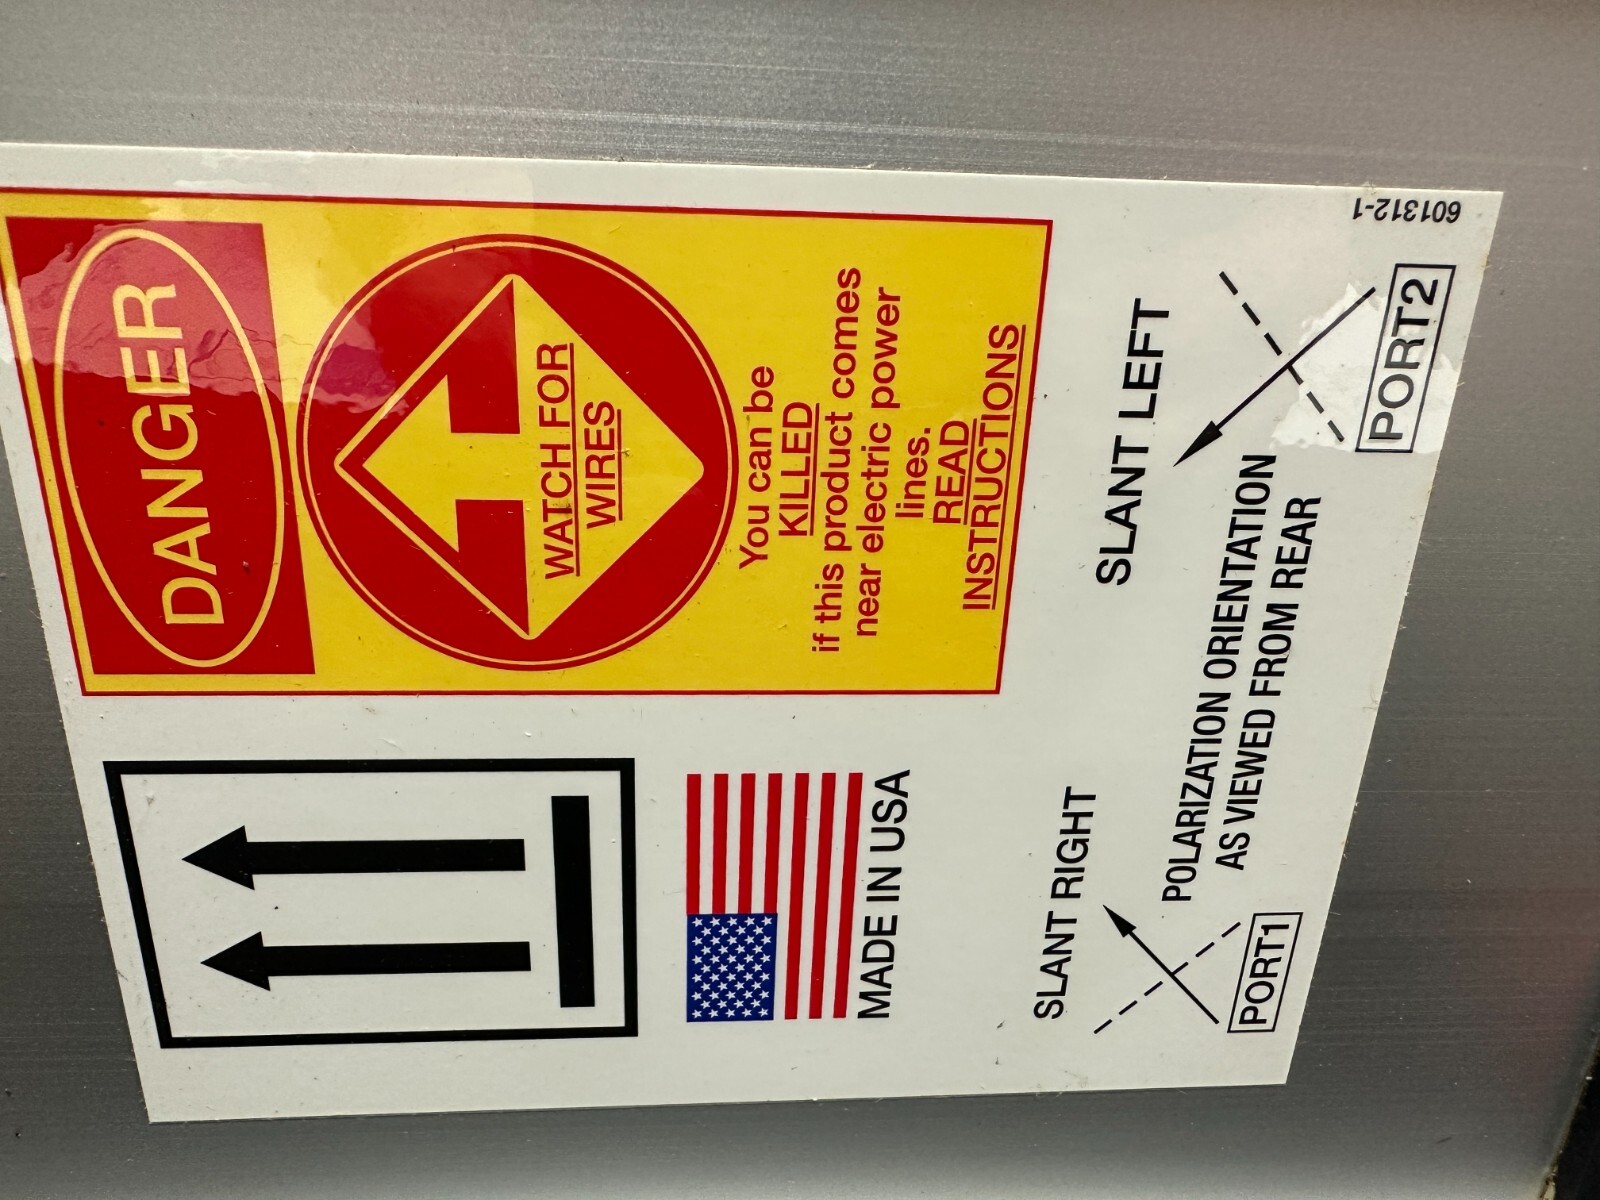 DANGER
WATCH FOR
WIRES
You can be
KILLED
if this product comes
near electric power
lines.
READ
INSTRUCTIONS
MADE IN USA
SLANT RIGHT
SLANT LEFT
POLARIZATION ORIENTATION
AS VIEWED FROM REAR
PORT1
PORT2
601312-1